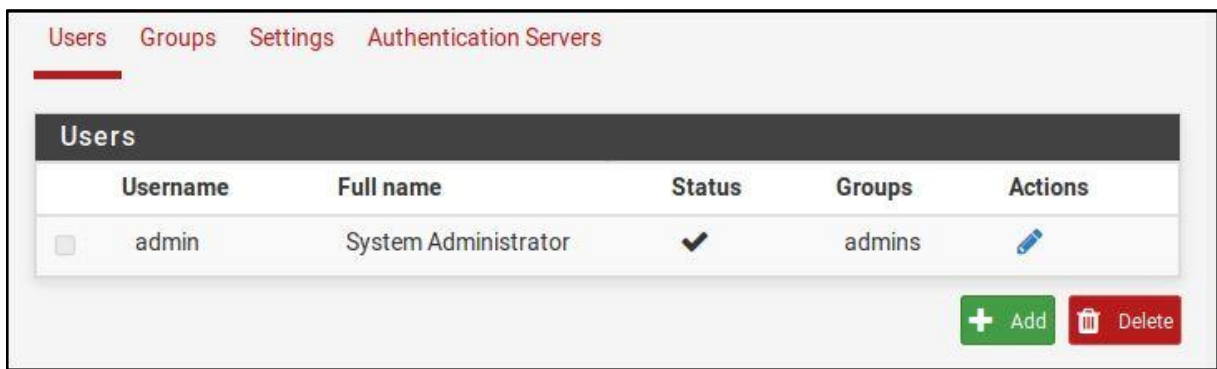 Users Groups Settings Authentication Servers
Users
Username Full name Status Groups Actions
admin System Administrator admins
Add Delete